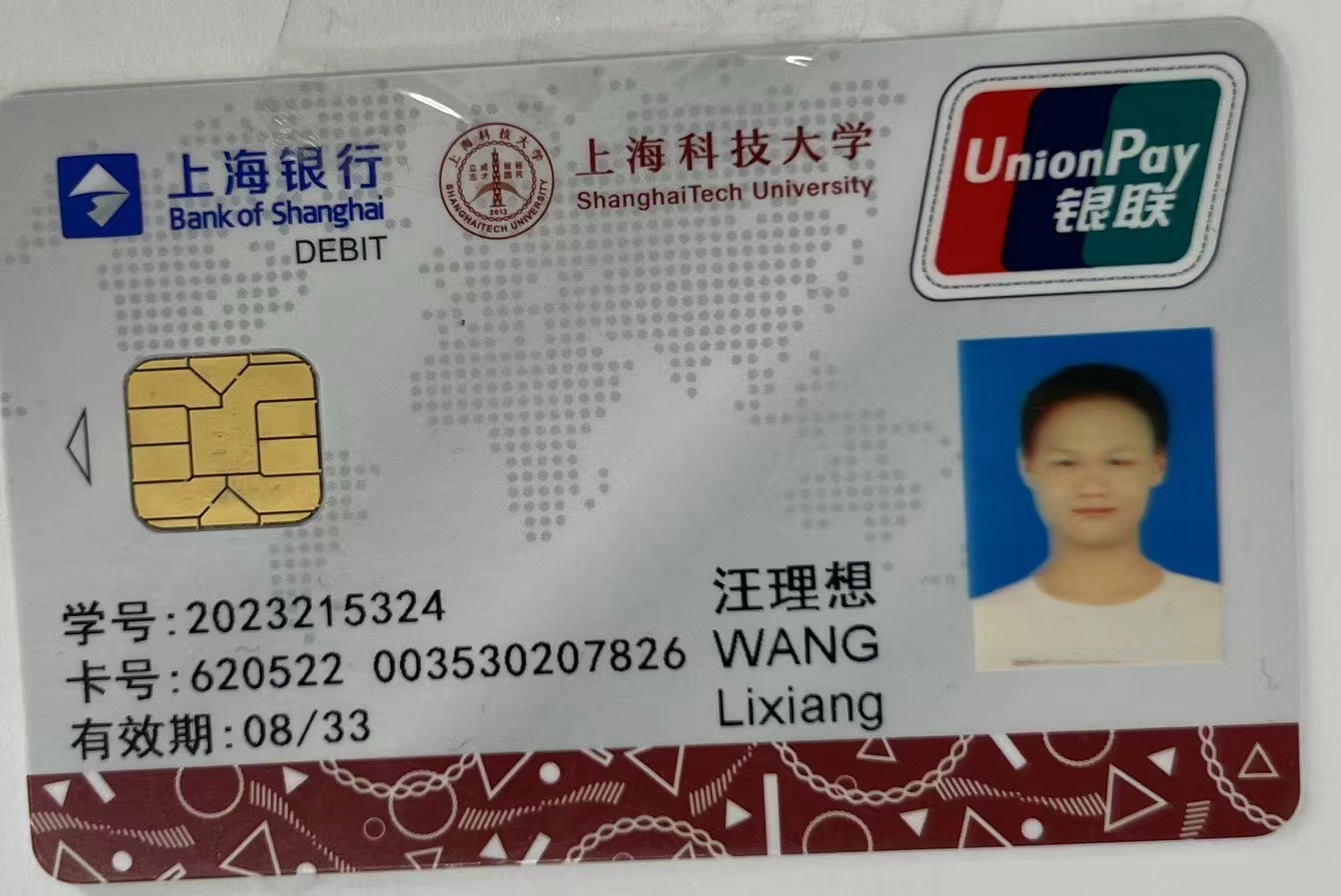 上海银行
Bank of Shanghai
DEBIT
上海科技大学
SHANGHAITECH UNIVERSITY
2013
上海科技大学
ShanghaiTech University
UnionPay
银联
学号:2023215324
卡号:620522 003530207826
有效期:08/33
汪理想
WANG
Lixiang